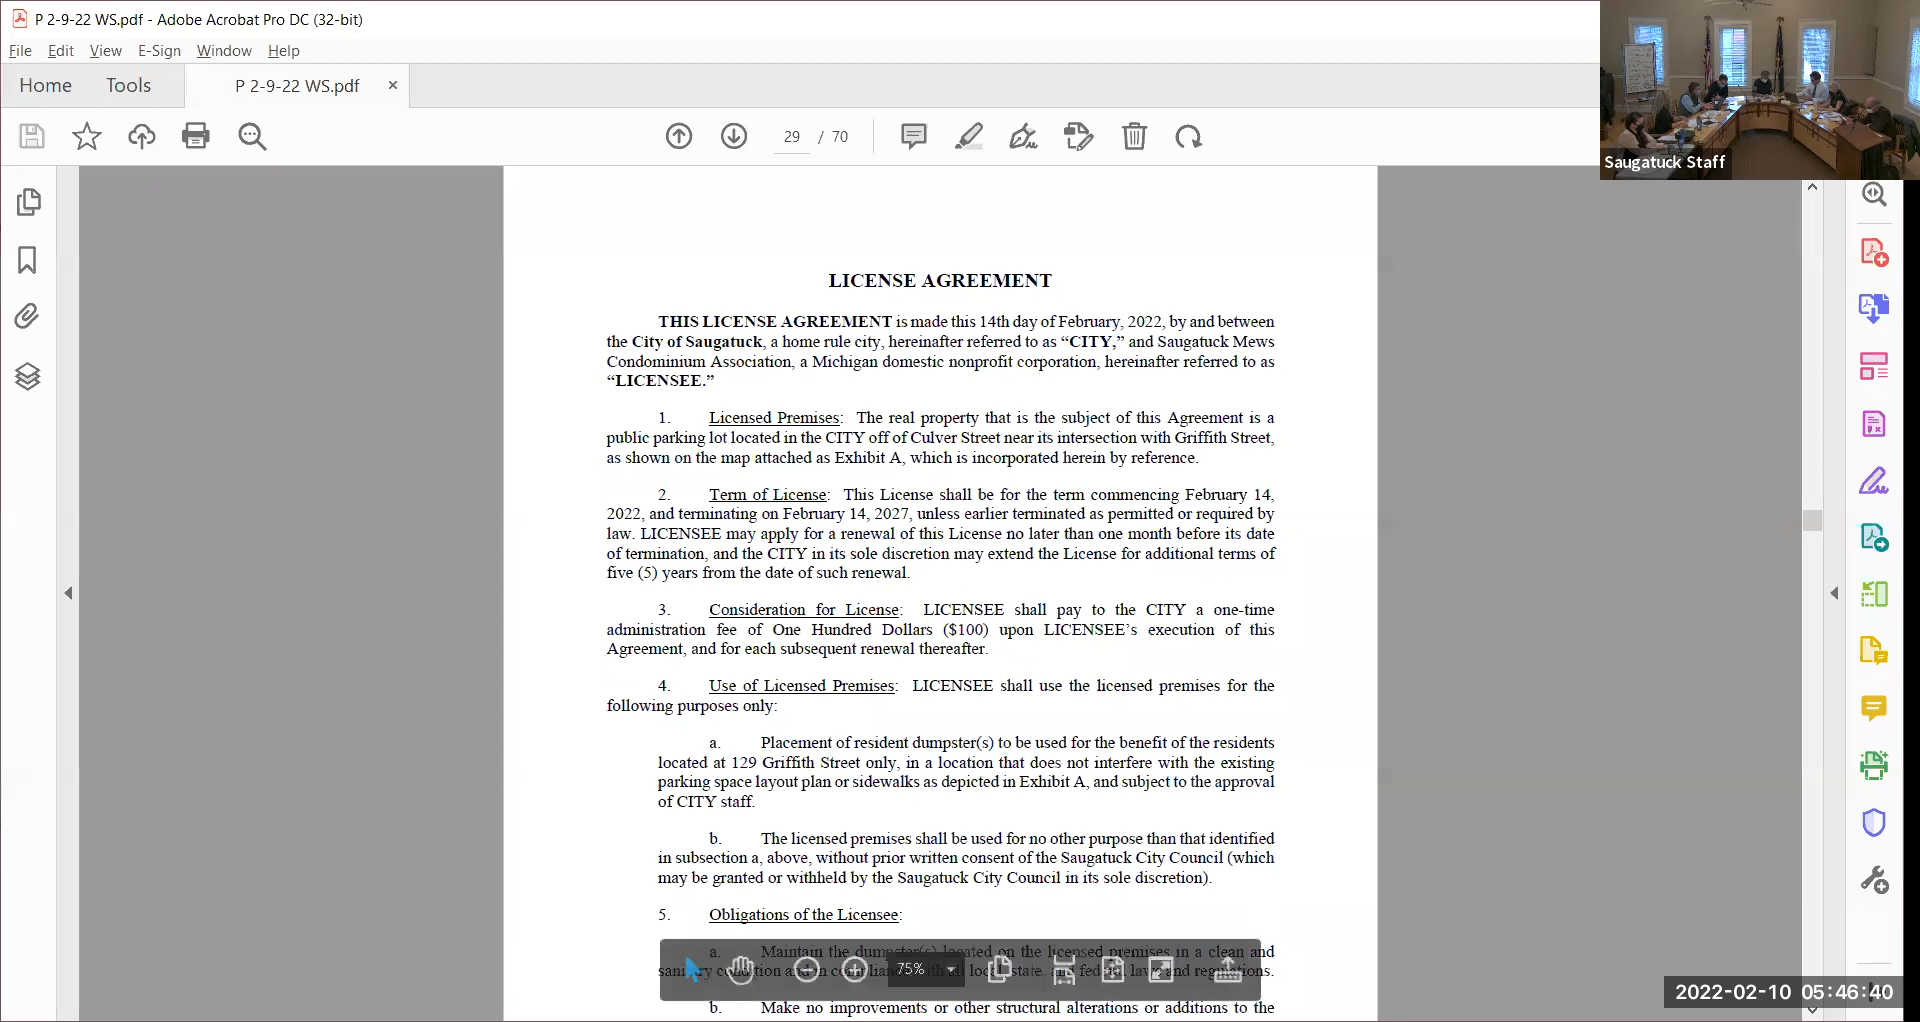 P 2-9-22 WS.pdf - Adobe Acrobat Pro DC (32-bit)
File Edit View E-Sign Window Help
Home Tools P 2-9-22 WS.pdf ×
29 / 70
Saugatuck Staff
LICENSE AGREEMENT
THIS LICENSE AGREEMENT is made this 14th day of February, 2022, by and between
the City of Saugatuck, a home rule city, hereinafter referred to as “CITY,” and Saugatuck Mews
Condominium Association, a Michigan domestic nonprofit corporation, hereinafter referred to as
“LICENSEE.”
1. Licensed Premises: The real property that is the subject of this Agreement is a
public parking lot located in the CITY off of Culver Street near its intersection with Griffith Street,
as shown on the map attached as Exhibit A, which is incorporated herein by reference.
2. Term of License: This License shall be for the term commencing February 14,
2022, and terminating on February 14, 2027, unless earlier terminated as permitted or required by
law. LICENSEE may apply for a renewal of this License no later than one month before its date
of termination, and the CITY in its sole discretion may extend the License for additional terms of
five (5) years from the date of such renewal.
3. Consideration for License: LICENSEE shall pay to the CITY a one-time
administration fee of One Hundred Dollars ($100) upon LICENSEE’s execution of this
Agreement, and for each subsequent renewal thereafter.
4. Use of Licensed Premises: LICENSEE shall use the licensed premises for the
following purposes only:
a. Placement of resident dumpster(s) to be used for the benefit of the residents
located at 129 Griffith Street only, in a location that does not interfere with the existing
parking space layout plan or sidewalks as depicted in Exhibit A, and subject to the approval
of CITY staff.
b. The licensed premises shall be used for no other purpose than that identified
in subsection a, above, without prior written consent of the Saugatuck City Council (which
may be granted or withheld by the Saugatuck City Council in its sole discretion).
5. Obligations of the Licensee:
a. Maintain the dumpster(s) located on the licensed premises in a clean and
sanitary condition and in compliance with all local, state, and federal laws and regulations.
75%
b. Make no improvements or other structural alterations or additions to the
2022-02-10 05:46:40